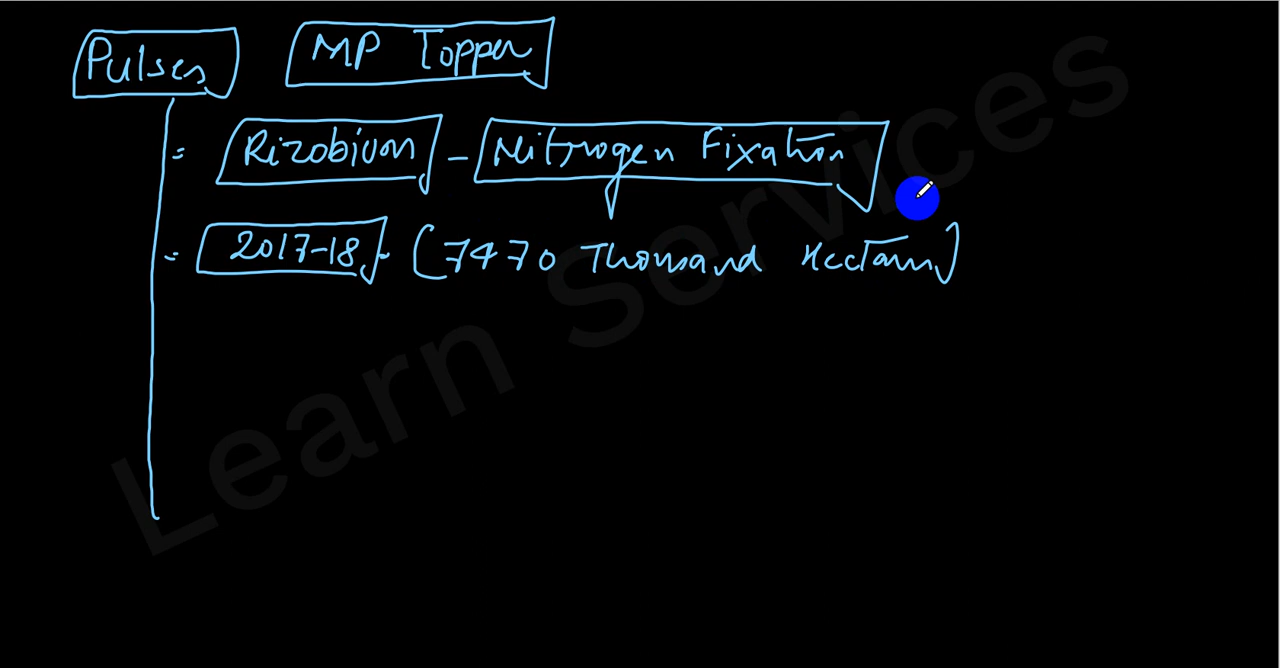 Pulses MP Topper
= Rizobium - Nitrogen Fixation
= 2017-18 - (7470 Thousand Hectare)
Learn Services